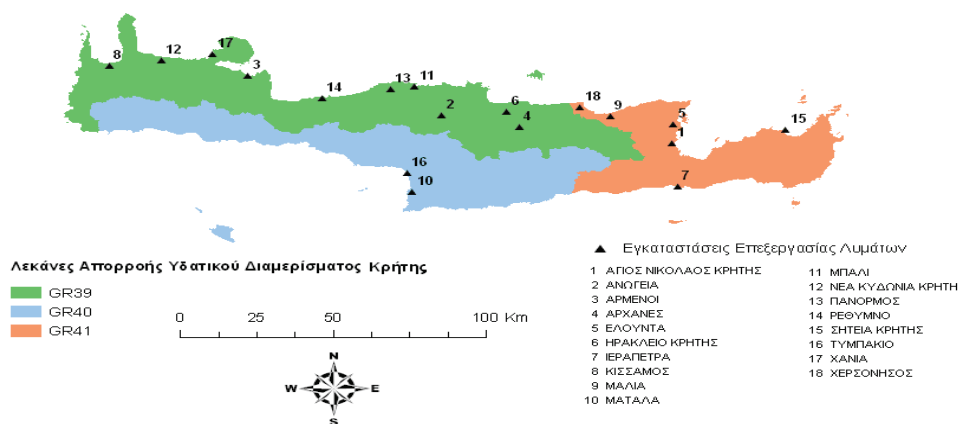 17
12
8
3
13
11
14
18
6
9
2
4
5
15
1
16
7
10
Λεκάνες Απορροής Υδατικού Διαμερίσματος Κρήτης
GR39
GR40
GR41
0 25 50 100 Km
N
W E
S
Εγκαταστάσεις Επεξεργασίας Λυμάτων
1 ΑΓΙΟΣ ΝΙΚΟΛΑΟΣ ΚΡΗΤΗΣ
2 ΑΝΩΓΕΙΑ
3 ΑΡΜΕΝΟΙ
4 ΑΡΧΑΝΕΣ
5 ΕΛΟΥΝΤΑ
6 ΗΡΑΚΛΕΙΟ ΚΡΗΤΗΣ
7 ΙΕΡΑΠΕΤΡΑ
8 ΚΙΣΣΑΜΟΣ
9 ΜΑΛΙΑ
10 ΜΑΤΑΛΑ
11 ΜΠΑΛΙ
12 ΝΕΑ ΚΥΔΩΝΙΑ ΚΡΗΤΗ
13 ΠΑΝΟΡΜΟΣ
14 ΡΕΘΥΜΝΟ
15 ΣΗΤΕΙΑ ΚΡΗΤΗΣ
16 ΤΥΜΠΑΚΙΟ
17 ΧΑΝΙΑ
18 ΧΕΡΣΟΝΗΣΟΣ